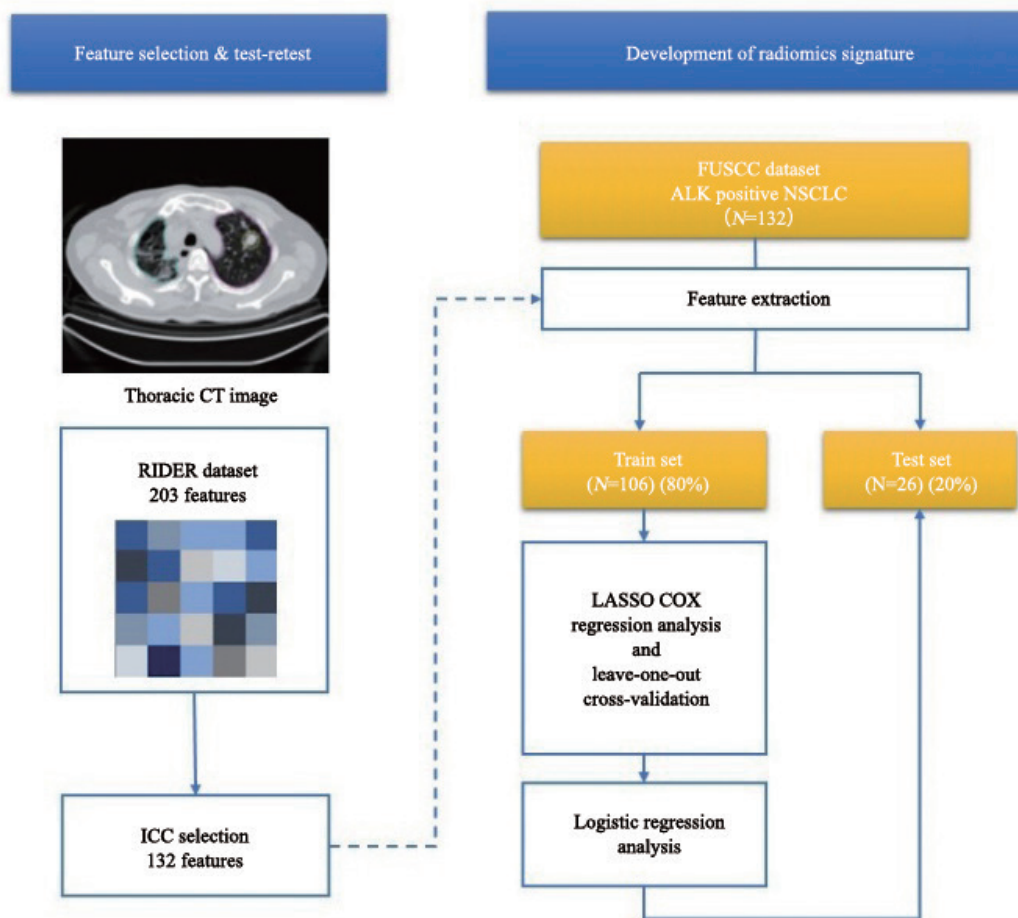 Feature selection & test-retest
Thoracic CT image
RIDER dataset
203 features
ICC selection
132 features
Development of radiomics signature
FUSCC dataset
ALK positive NSCLC
(N=132)
Feature extraction
Train set
(N=106) (80%)
Test set
(N=26) (20%)
LASSO COX
regression analysis
and
leave-one-out
cross-validation
Logistic regression
analysis